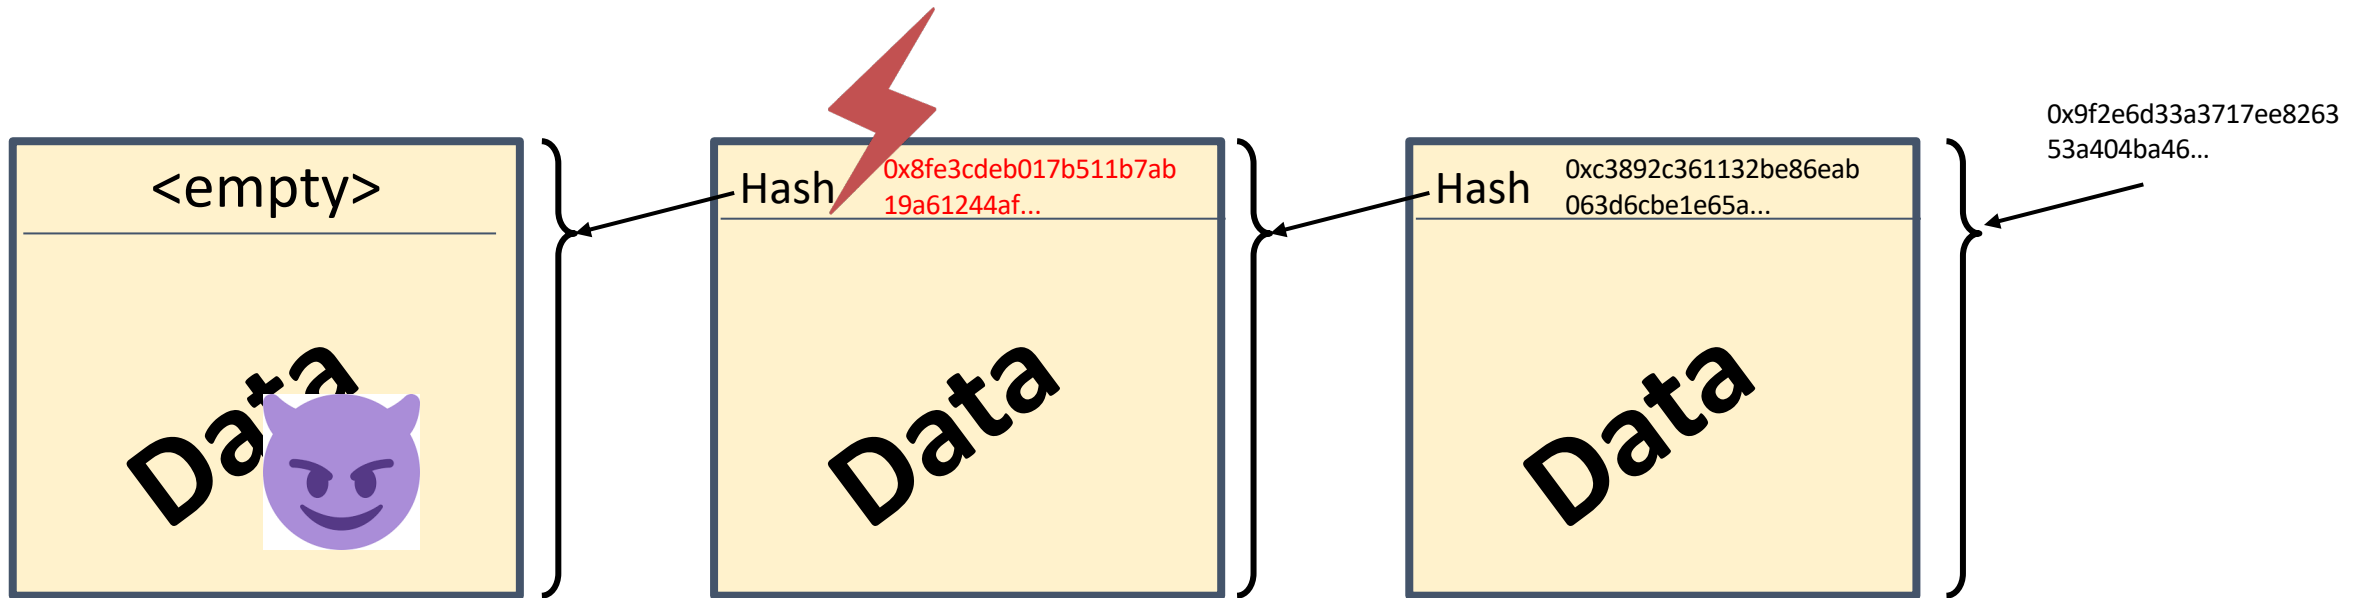 <empty>
Data
Hash
0x8fe3cdeb017b511b7ab
19a61244af...
Data
Hash
0xc3892c361132be86eab
063d6cbe1e65a...
Data
0x9f2e6d33a3717ee8263
53a404ba46...